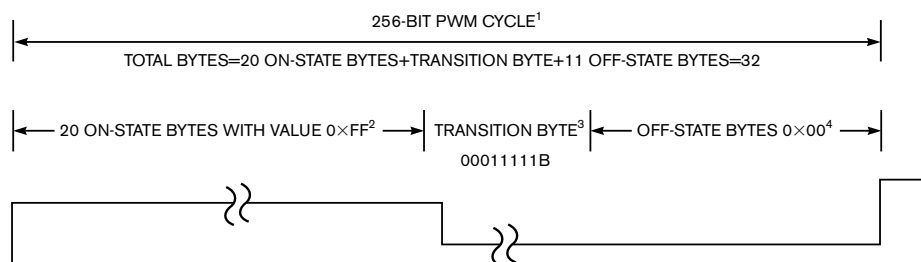 256-BIT PWM CYCLE¹
TOTAL BYTES=20 ON-STATE BYTES+TRANSITION BYTE+11 OFF-STATE BYTES=32
20 ON-STATE BYTES WITH VALUE 0×FF²
TRANSITION BYTE³
OFF-STATE BYTES 0×00⁴
00011111B